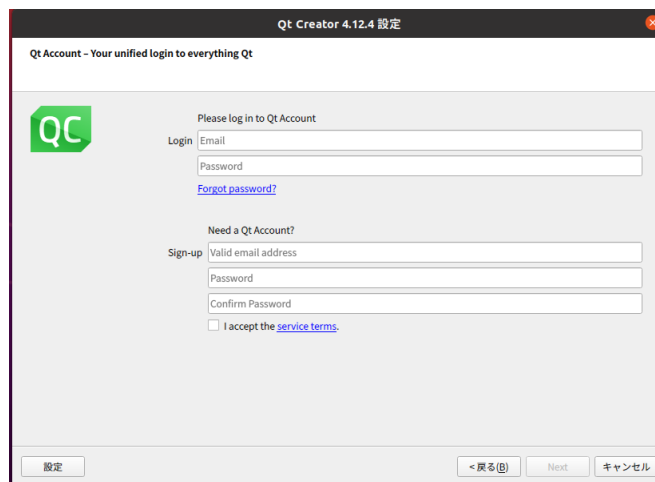 Qt Creator 4.12.4 設定
Qt Account – Your unified login to everything Qt
QC
Please log in to Qt Account
Login Email
Password
Forgot password?
Need a Qt Account?
Sign-up Valid email address
Password
Confirm Password
I accept the service terms.
設定 <戻る(B) Next キャンセル